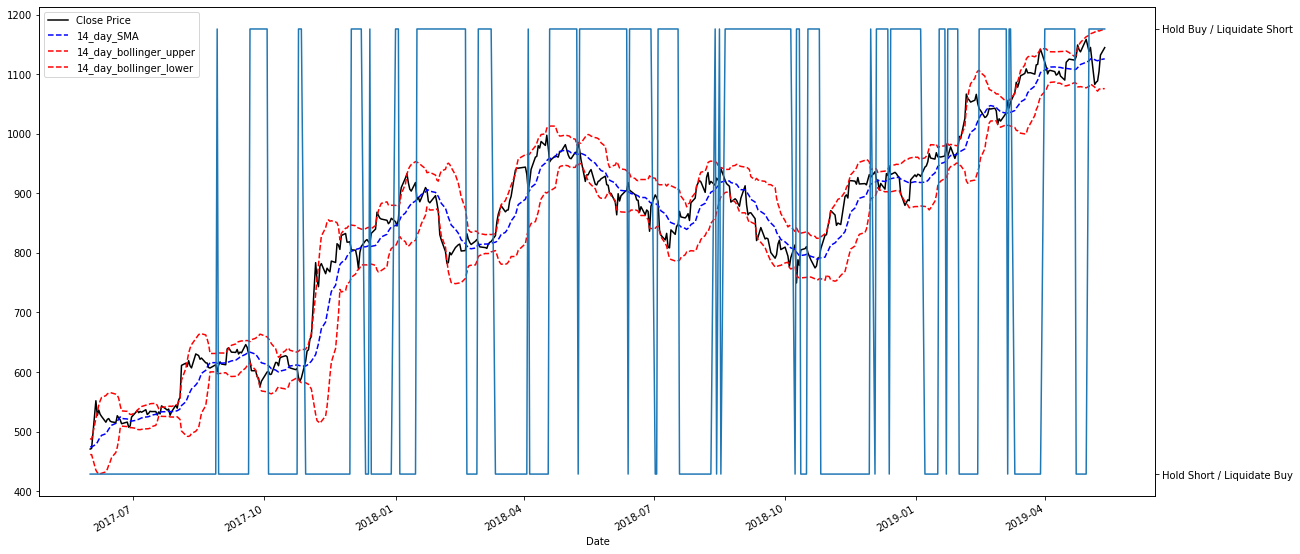 1200
1100
1000
900
800
700
600
500
400
Close Price
14_day_SMA
14_day_bollinger_upper
14_day_bollinger_lower
Hold Buy / Liquidate Short
Hold Short / Liquidate Buy
2017-07
2017-10
2018-01
2018-04
2018-07
2018-10
2019-01
2019-04
Date